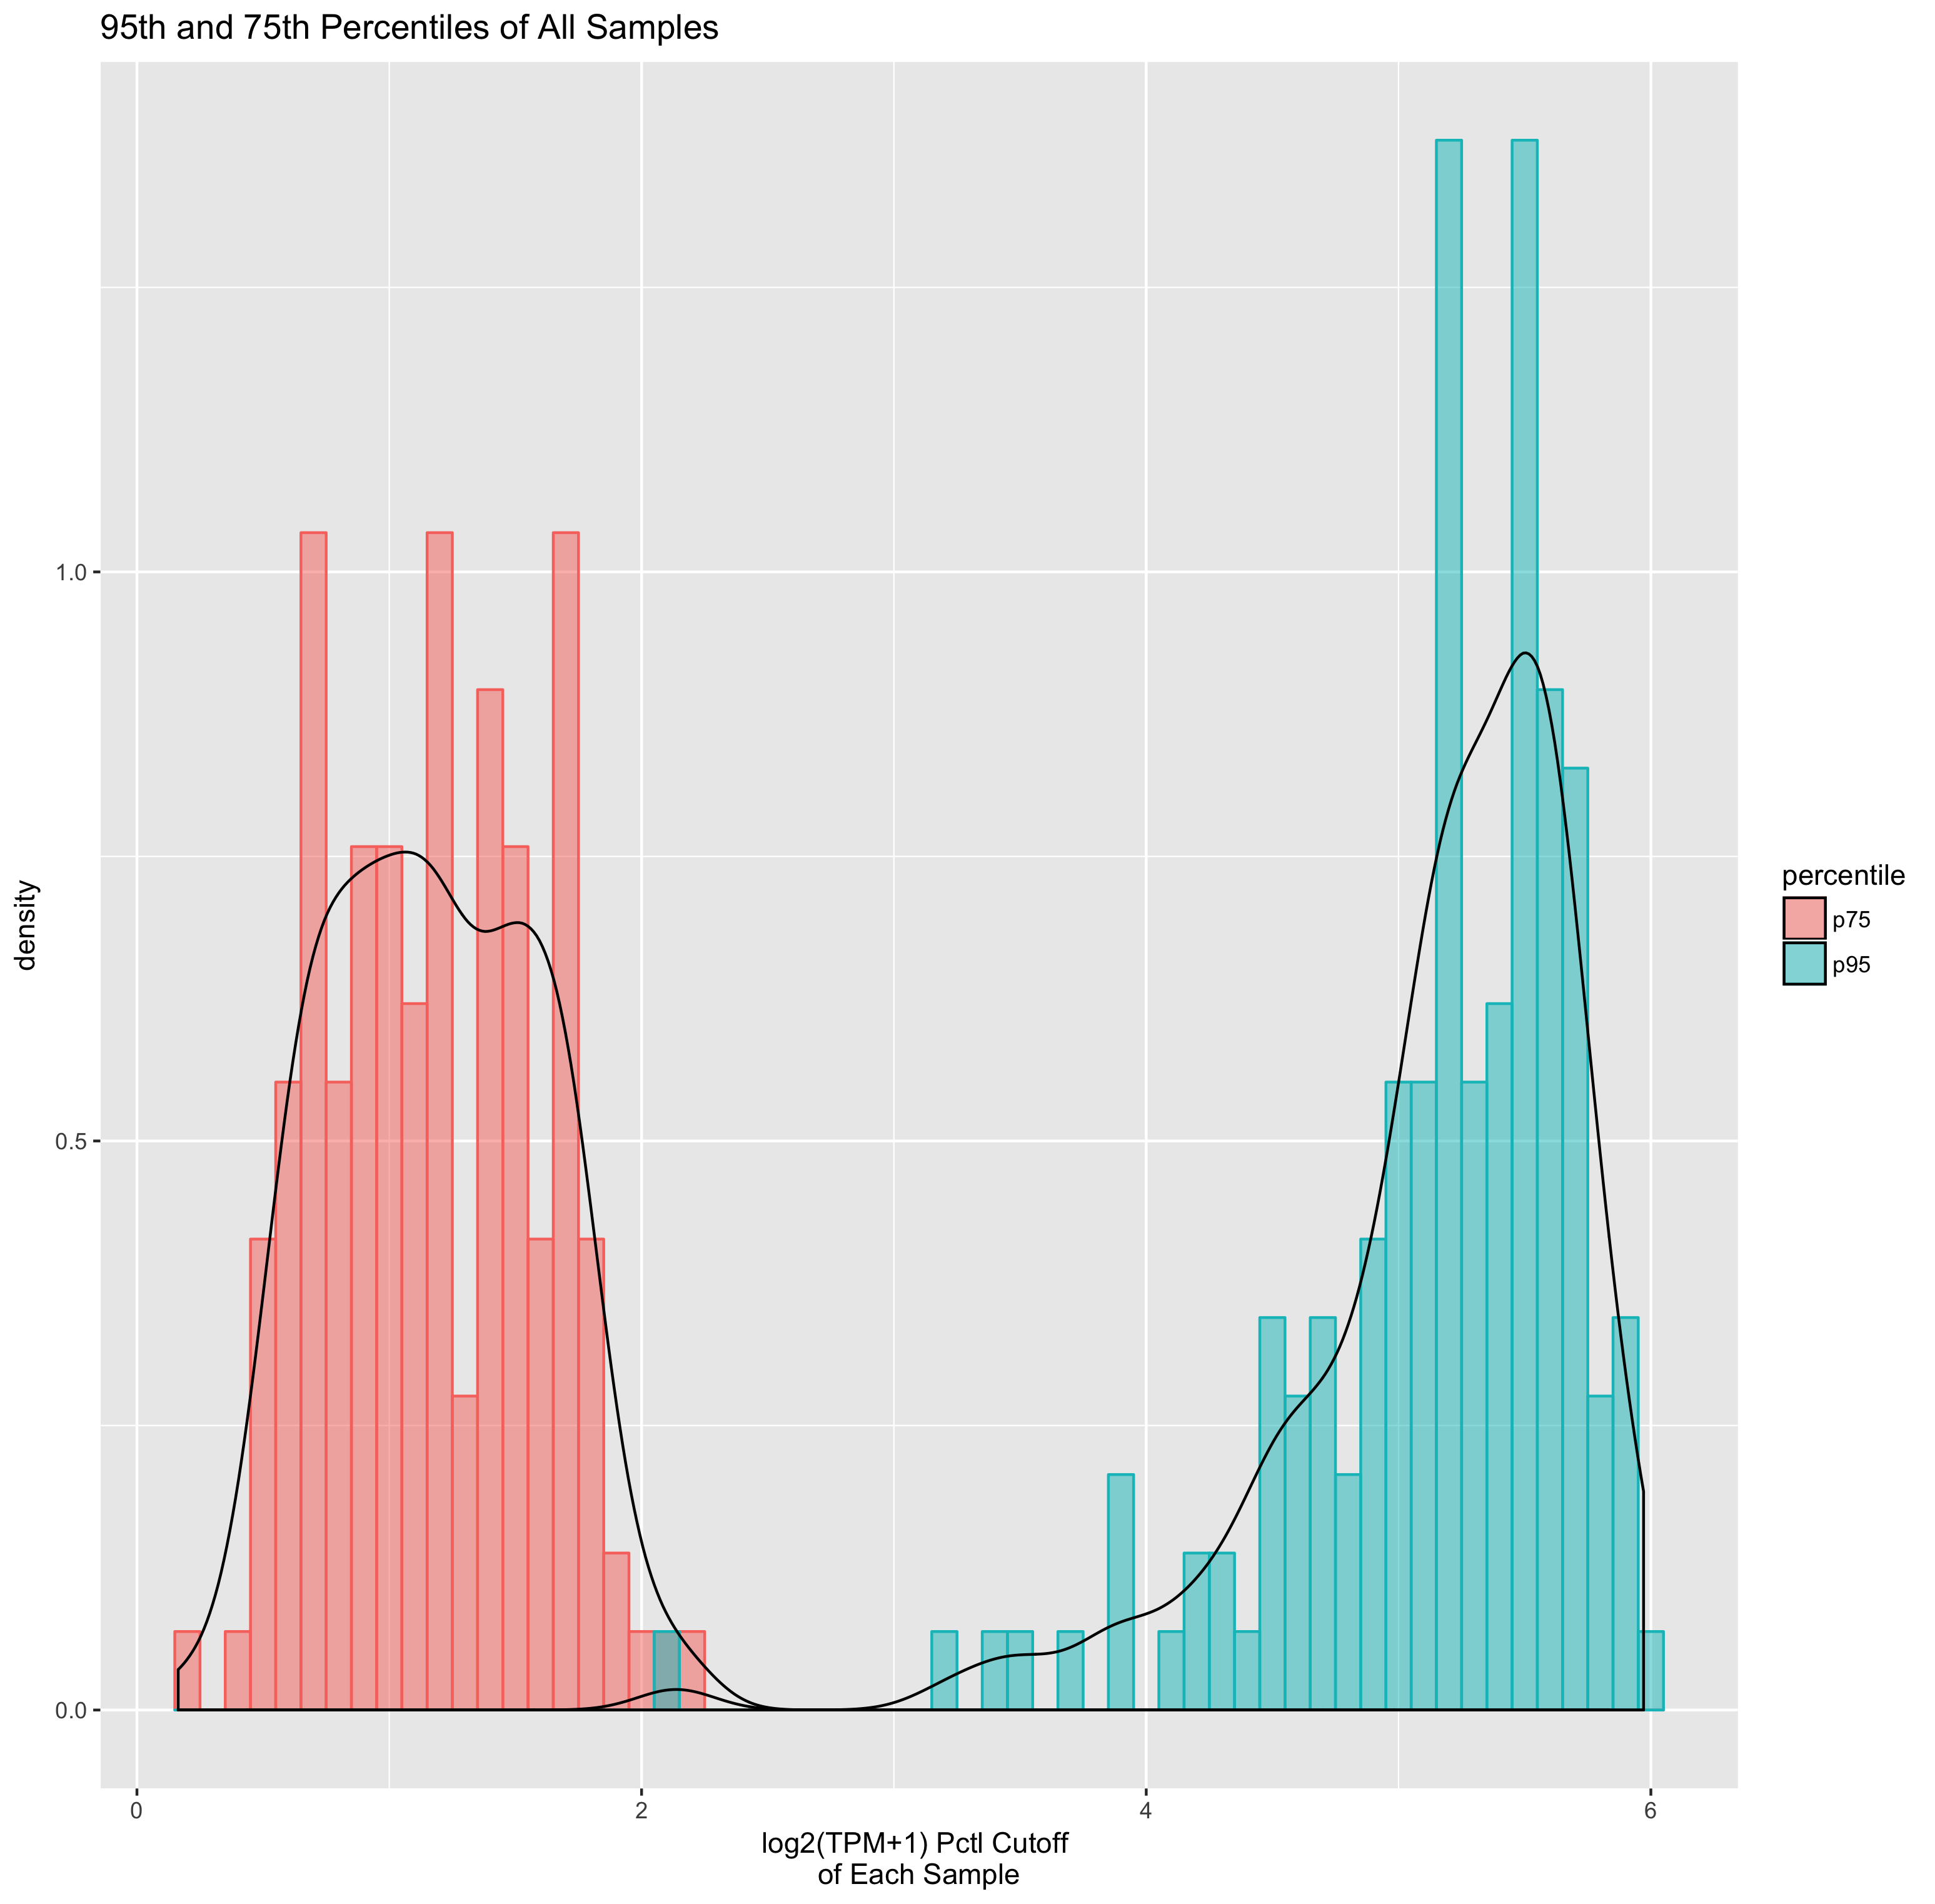 95th and 75th Percentiles of All Samples
density
1.0
0.5
0.0
0
2
4
6
log2(TPM+1) Pctl Cutoff
of Each Sample
percentile
p75
p95